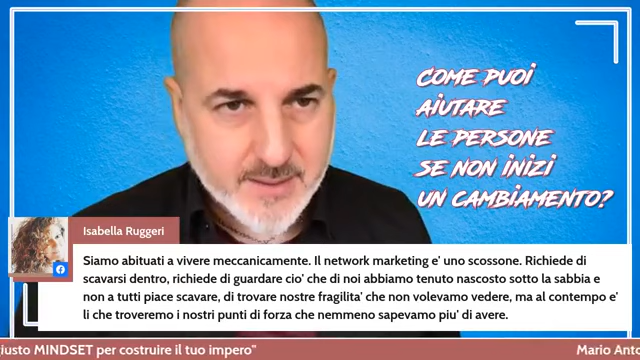 COME PUOI
AIUTARE
LE PERSONE
SE NON INIZI
UN CAMBIAMENTO?
Isabella Ruggeri
Siamo abituati a vivere meccanicamente. Il network marketing e' uno scossone. Richiede di
scavarsi dentro, richiede di guardare cio' che di noi abbiamo tenuto nascosto sotto la sabbia e
non a tutti piace scavare, di trovare nostre fragilita' che non volevamo vedere, ma al contempo e'
li che troveremo i nostri punti di forza che nemmeno sapevamo piu' di avere.
iusto MINDSET per costruire il tuo impero" Mario Anto